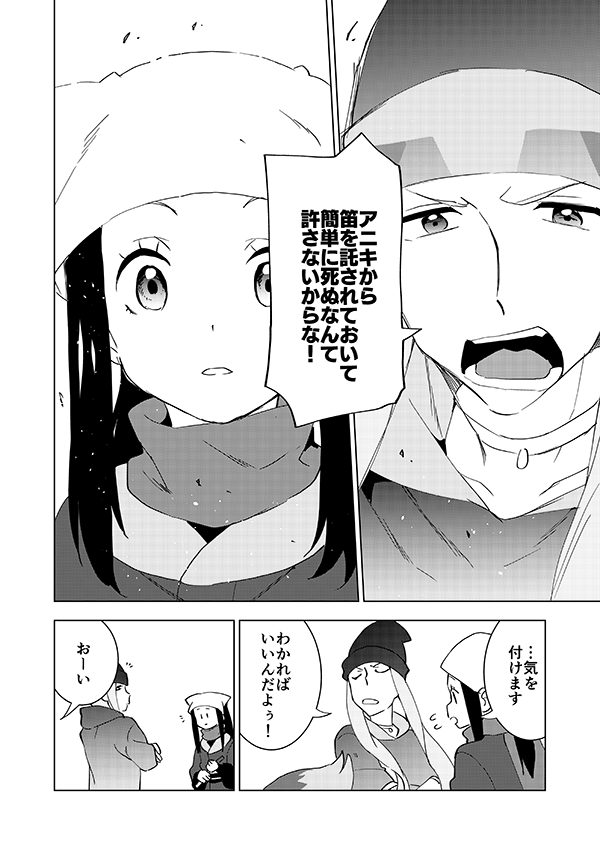 アニキから
笛を託されておいて
簡単に死ぬなんて
許さないからな！
…気を
付けます
わかれば
いいんだよぅ！
おーい